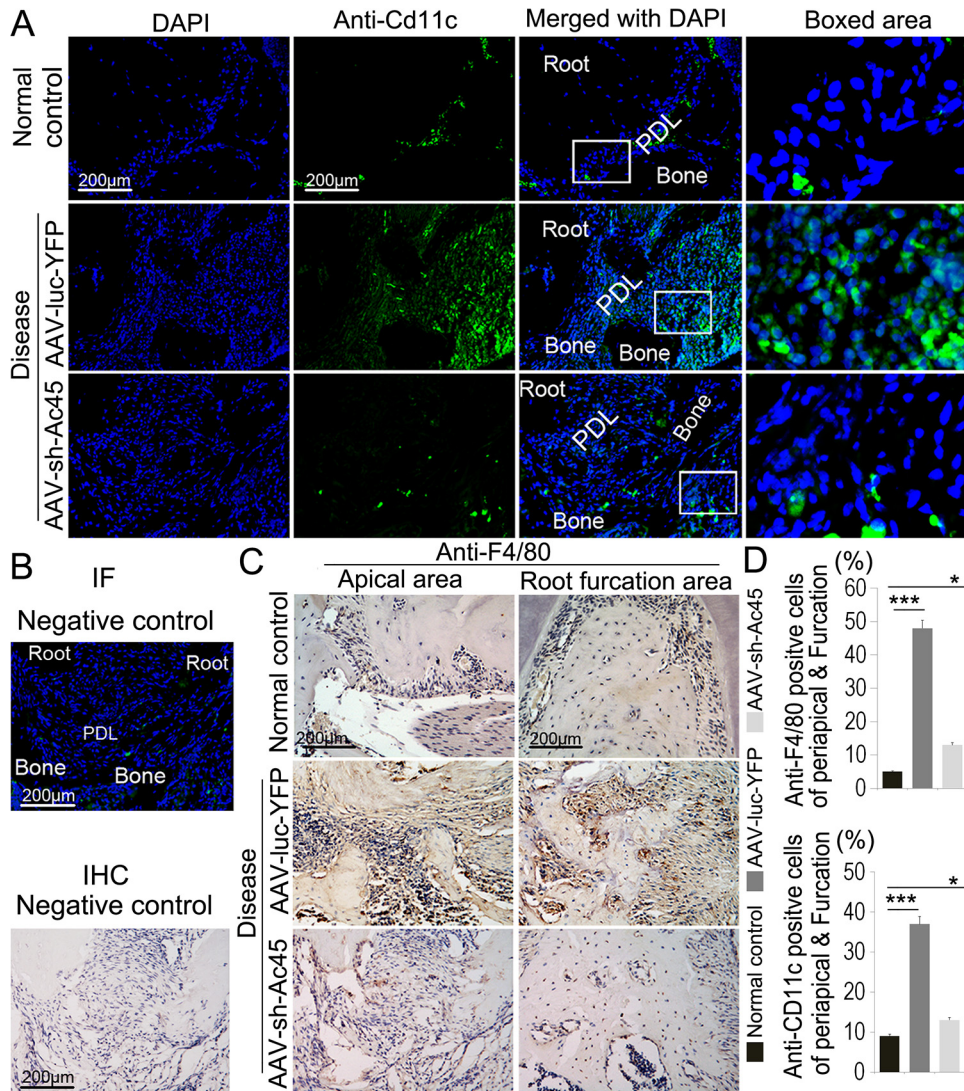 A
DAPI
Anti-Cd11c
Merged with DAPI
Boxed area
Normal
control
200µm
200µm
Root
PDL
Bone
Disease
AAV-luc-YFP
Root
PDL
Bone
Bone
AAV-sh-Ac45
Root
PDL
Bone
Bone
B
IF
Negative control
Root
Root
PDL
Bone
Bone
200µm
IHC
Negative control
200µm
C
Anti-F4/80
Apical area
Root furcation area
Normal control
200µm
200µm
Disease
AAV-luc-YFP
AAV-sh-Ac45
D
Normal control
AAV-luc-YFP
AAV-sh-Ac45
(%)
Anti-F4/80 positive cells
of periapical & Furcation
60
50
40
30
20
10
0
***
*
(%)
Anti-CD11c positive cells
of periapical & Furcation
50
40
30
20
10
0
***
*